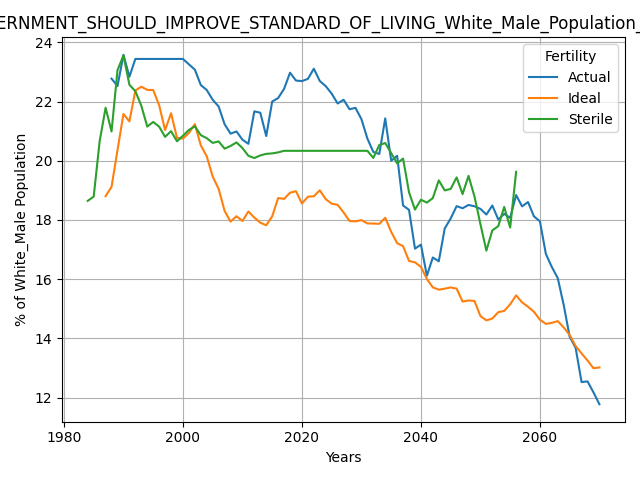 ERNMENT_SHOULD_IMPROVE_STANDARD_OF_LIVING_White_Male_Population_
24
22
20
18
16
14
12
% of White_Male Population
Fertility
Actual
Ideal
Sterile
1980
2000
2020
2040
2060
Years